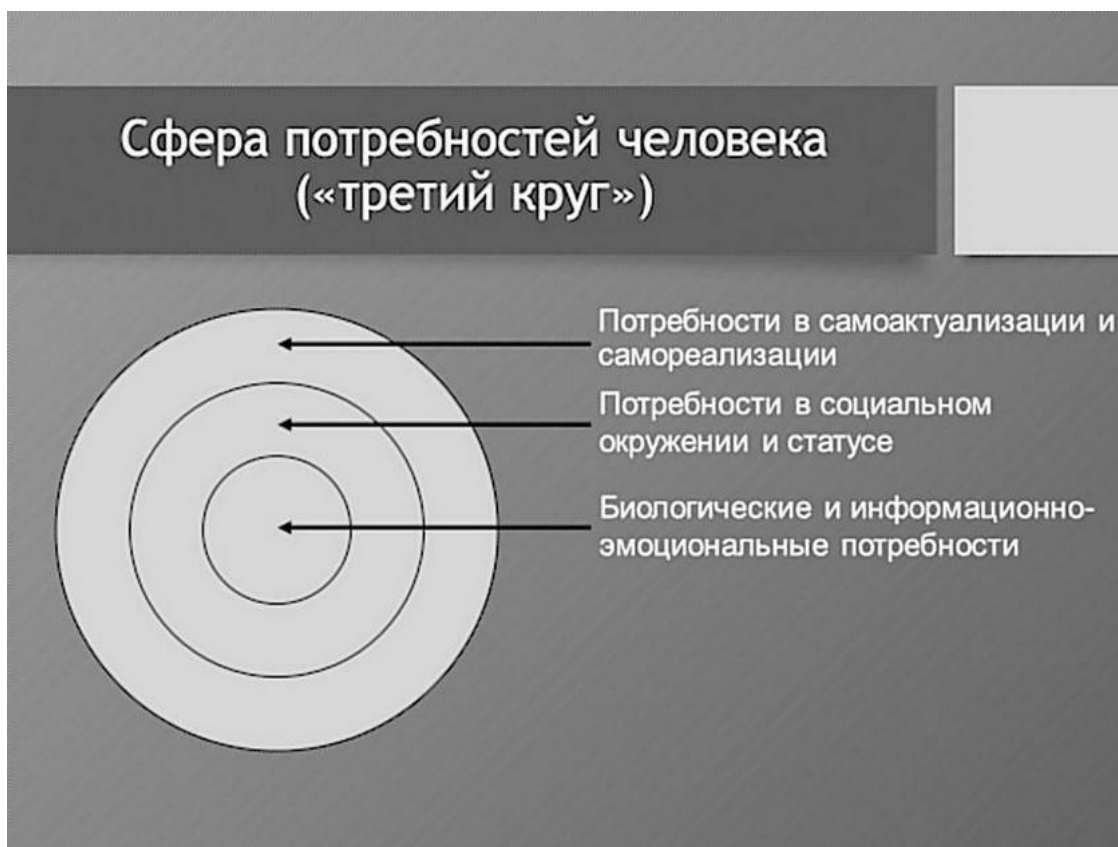 Сфера потребностей человека
(«третий круг»)
Потребности в самоактуализации и
самореализации
Потребности в социальном
окружении и статусе
Биологические и информационно-
эмоциональные потребности